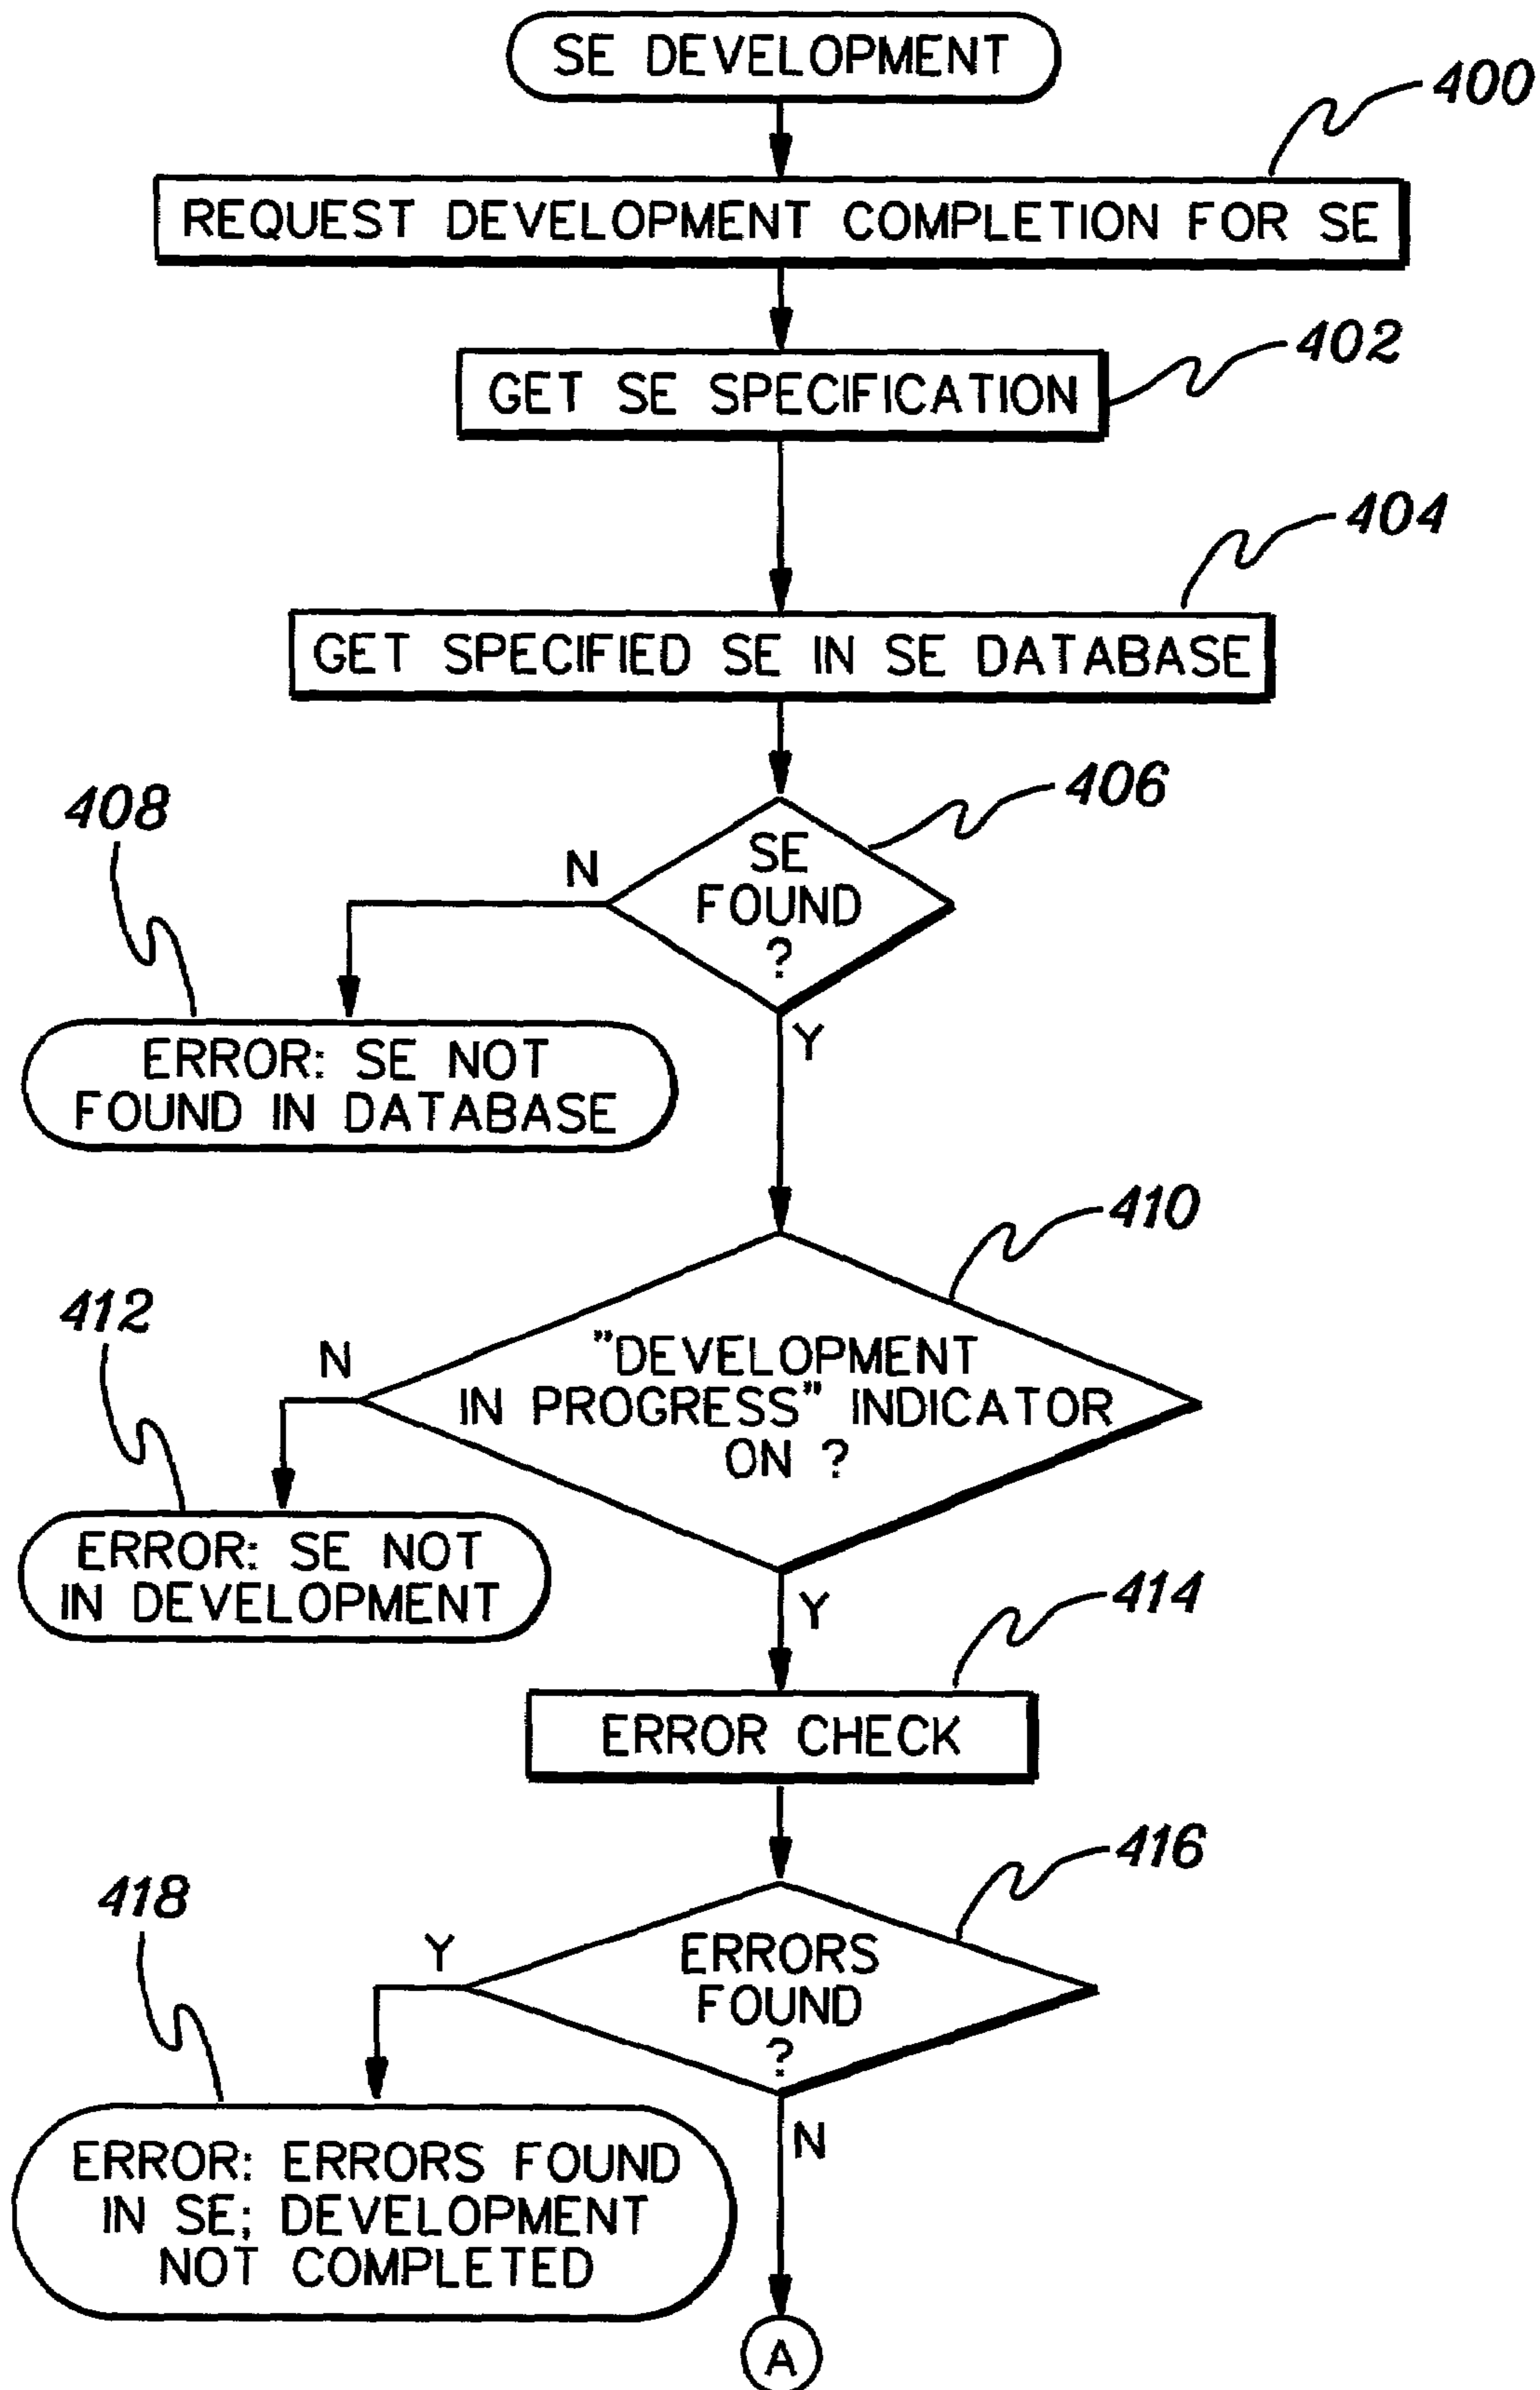 SE DEVELOPMENT
400
REQUEST DEVELOPMENT COMPLETION FOR SE
402
GET SE SPECIFICATION
404
GET SPECIFIED SE IN SE DATABASE
406
408
N
SE
FOUND
?
Y
ERROR: SE NOT
FOUND IN DATABASE
410
412
N
"DEVELOPMENT
IN PROGRESS" INDICATOR
ON ?
Y
ERROR: SE NOT
IN DEVELOPMENT
414
ERROR CHECK
416
418
Y
ERRORS
FOUND
?
N
ERROR: ERRORS FOUND
IN SE; DEVELOPMENT
NOT COMPLETED
A